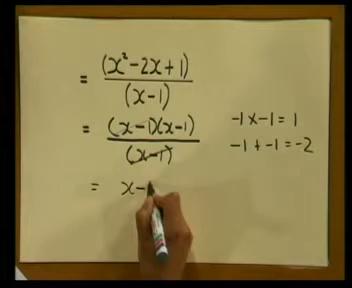 = (x² - 2x + 1) / (x - 1)
= (x - 1)(x - 1) / (x - 1)
-1 x -1 = 1
-1 + -1 = -2
= x -